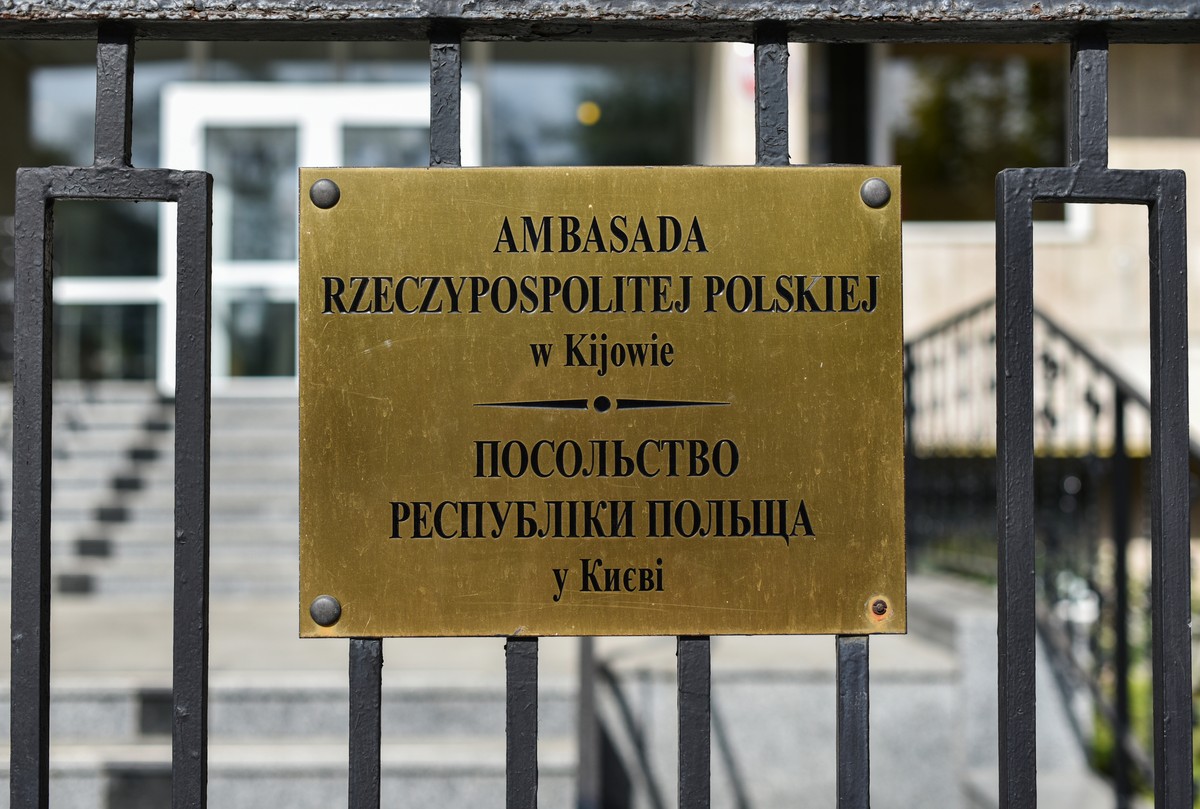 AMBASADA
RZECZYPOSPOLITEJ POLSKIEJ
w Kijowie
ПОСОЛЬСТВО
РЕСПУБЛІКИ ПОЛЬЩА
у Києві